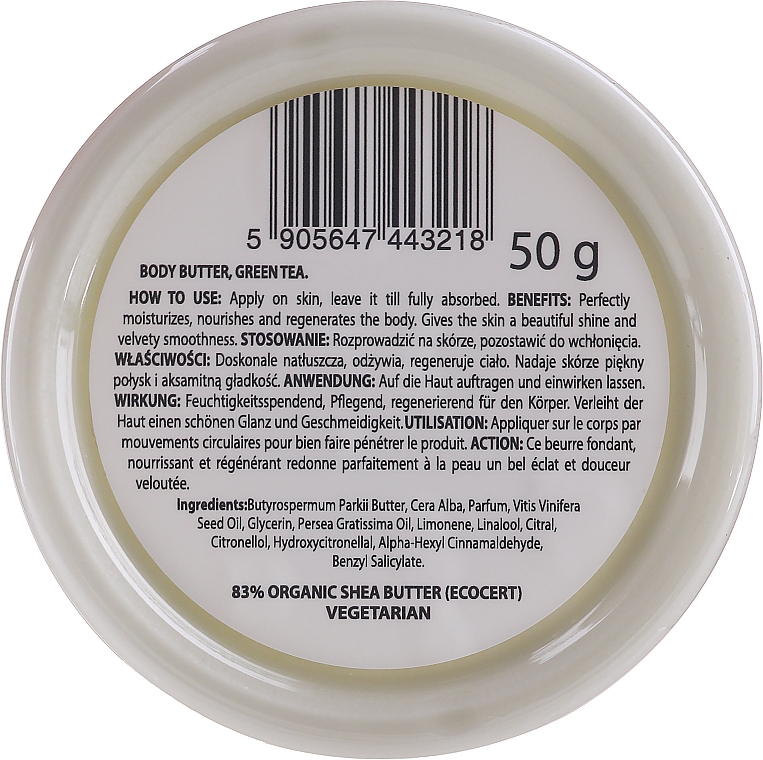 5 905647 443218
50 g
BODY BUTTER, GREEN TEA.
HOW TO USE: Apply on skin, leave it till fully absorbed. BENEFITS: Perfectly
moisturizes, nourishes and regenerates the body. Gives the skin a beautiful shine and
velvety smoothness. STOSOWANIE: Rozprowadzić na skórze, pozostawić do wchłonięcia.
WŁAŚCIWOŚCI: Doskonale natłuszcza, odżywia, regeneruje ciało. Nadaje skórze piękny
połysk i aksamitną gładkość. ANWENDUNG: Auf die Haut auftragen und einwirken lassen.
WIRKUNG: Feuchtigkeitsspendend, Pflegend, regenerierend für den Körper. Verleiht der
Haut einen schönen Glanz und Geschmeidigkeit. UTILISATION: Appliquer sur le corps par
mouvements circulaires pour bien faire pénétrer le produit. ACTION: Ce beurre fondant,
nourrissant et régénérant redonne parfaitement à la peau un bel éclat et douceur
veloutée.
Ingredients:Butyrospermum Parkii Butter, Cera Alba, Parfum, Vitis Vinifera
Seed Oil, Glycerin, Persea Gratissima Oil, Limonene, Linalool, Citral,
Citronellol, Hydroxycitronellal, Alpha-Hexyl Cinnamaldehyde,
Benzyl Salicylate.
83% ORGANIC SHEA BUTTER (ECOCERT)
VEGETARIAN